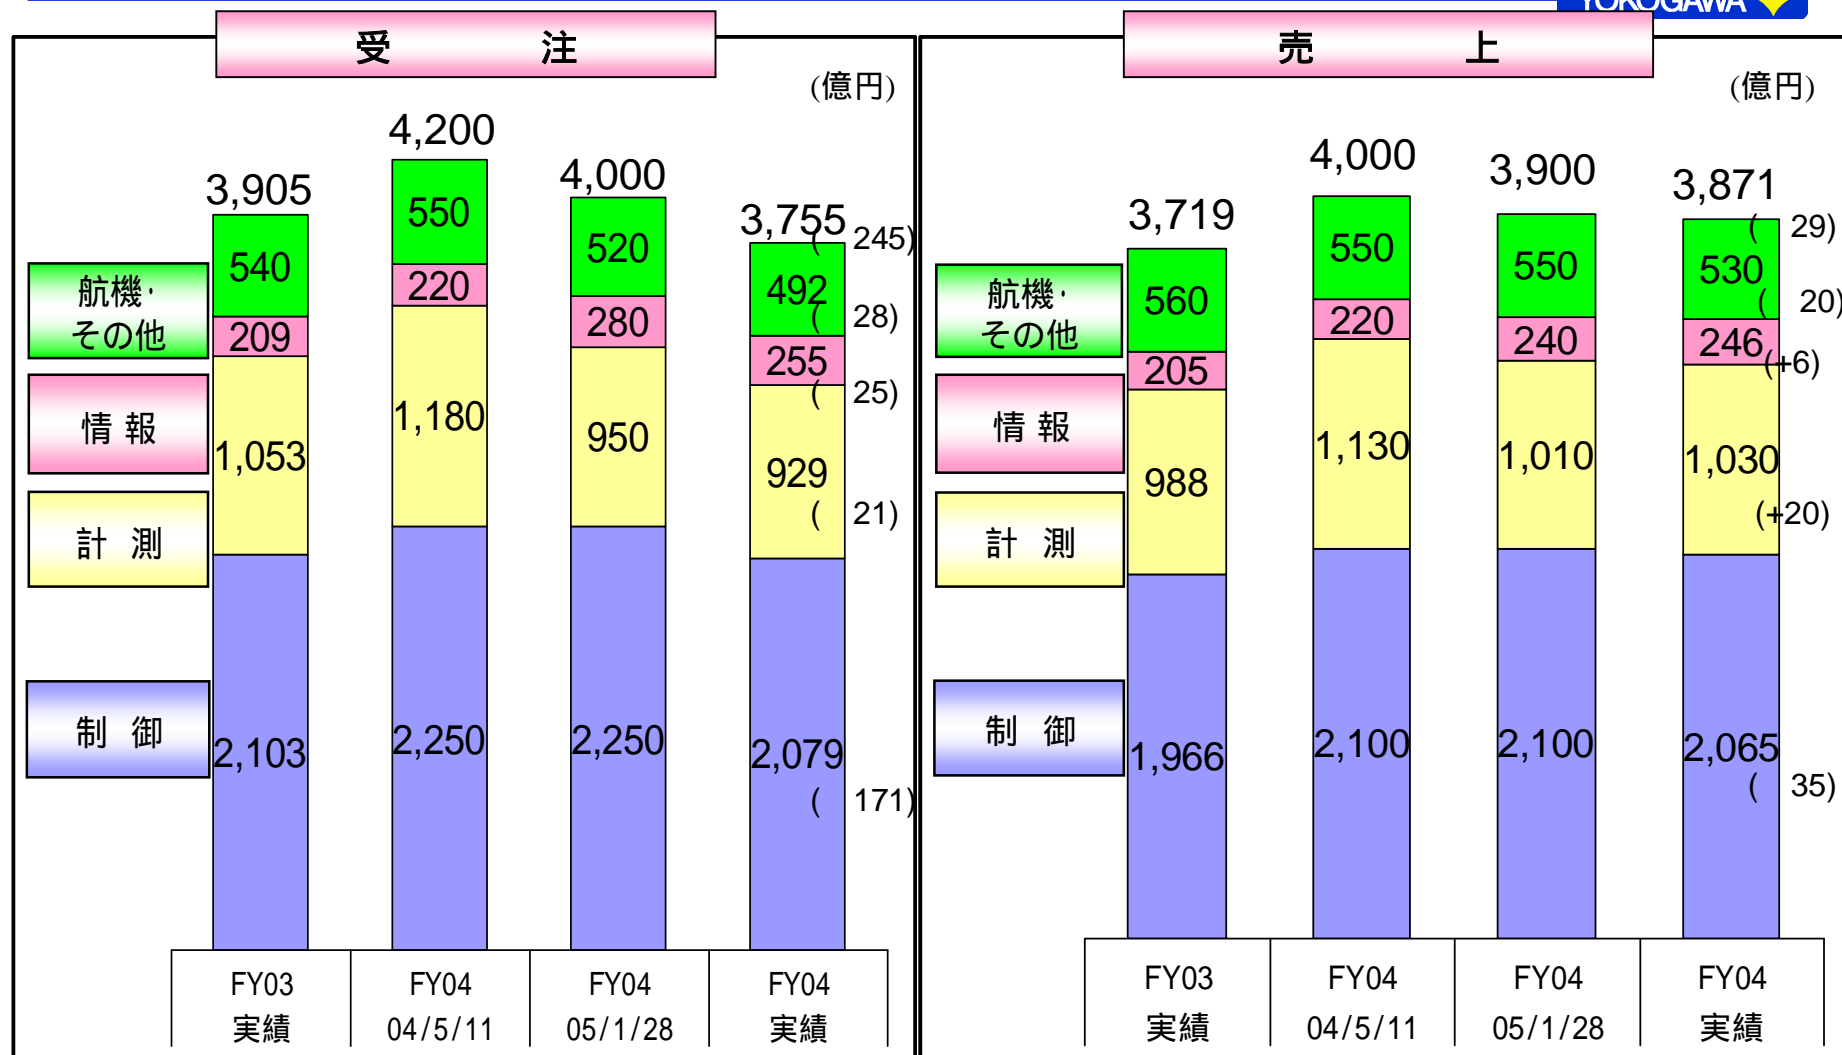 YOKOGAWA
受 注
(億円)
3,905
4,200
4,000
3,755
( 245)
540
550
520
492
( 28)
209
220
280
255
( 25)
1,053
1,180
950
929
( 21)
2,103
2,250
2,250
2,079
( 171)
航機・
その他
情 報
計 測
制 御
FY03
実績
FY04
04/5/11
FY04
05/1/28
FY04
実績
売 上
(億円)
3,719
4,000
3,900
3,871
( 29)
560
550
550
530
( 20)
205
220
240
246
(+6)
988
1,130
1,010
1,030
(+20)
1,966
2,100
2,100
2,065
( 35)
航機・
その他
情 報
計 測
制 御
FY03
実績
FY04
04/5/11
FY04
05/1/28
FY04
実績